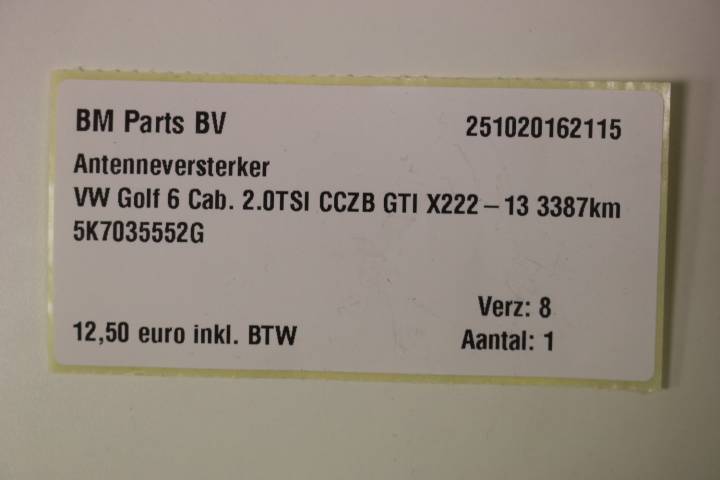 BM Parts BV 251020162115
Antenneversterker
VW Golf 6 Cab. 2.0TSI CCZB GTI X222 – 13 3387km
5K7035552G
Verz: 8
12,50 euro inkl. BTW Aantal: 1